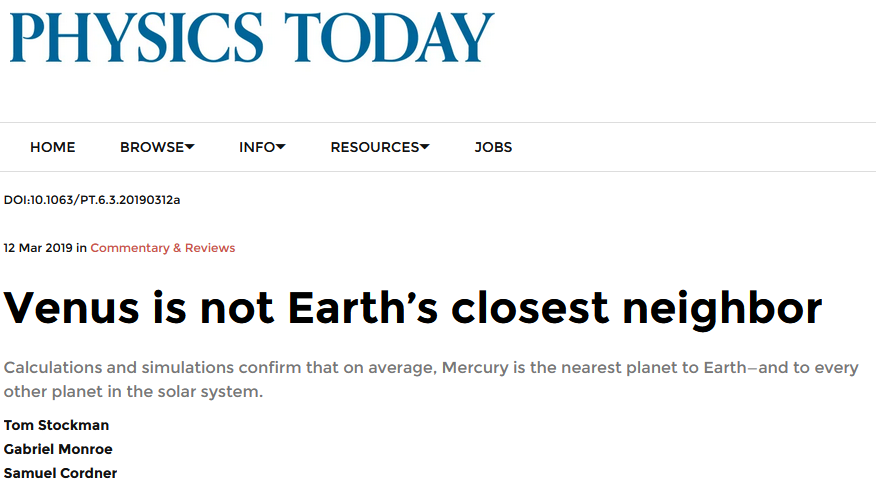 PHYSICS TODAY
HOME BROWSE INFO RESOURCES JOBS
DOI:10.1063/PT.6.3.20190312a
12 Mar 2019 in Commentary & Reviews
Venus is not Earth’s closest neighbor
Calculations and simulations confirm that on average, Mercury is the nearest planet to Earth—and to every
other planet in the solar system.
Tom Stockman
Gabriel Monroe
Samuel Cordner